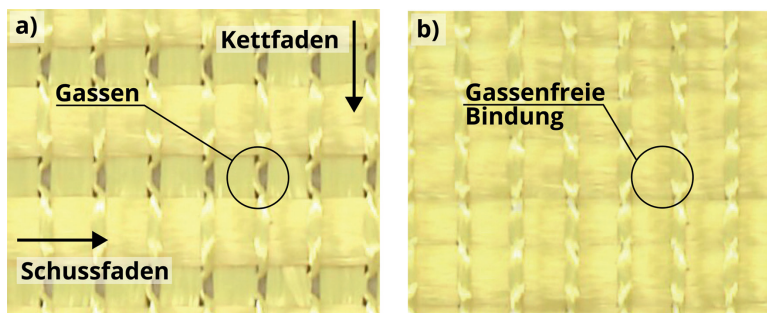 a)
Kettfaden
Gassen
Schussfaden
b)
Gassenfreie
Bindung